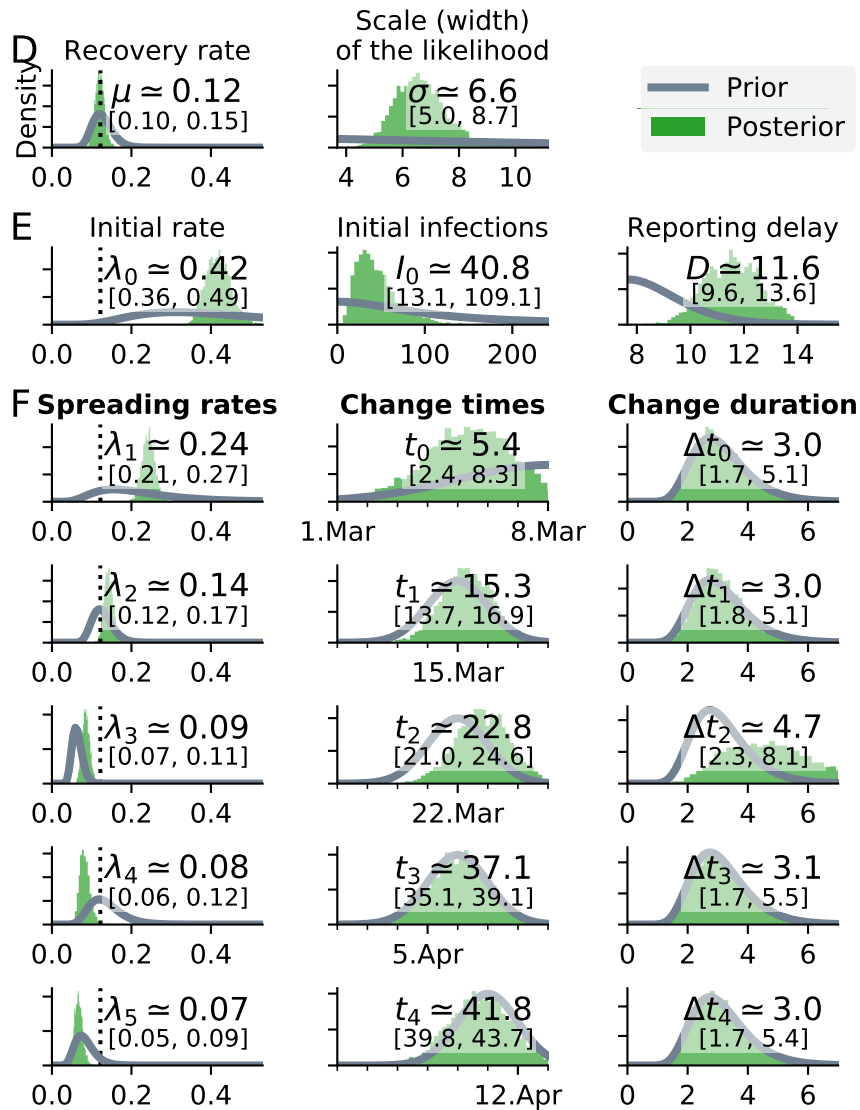 D
Recovery rate
Density
μ ≃ 0.12
[0.10, 0.15]
0.0 0.2 0.4
Scale (width)
of the likelihood
σ ≃ 6.6
[5.0, 8.7]
4 6 8 10
Prior
Posterior
E
Initial rate
λ0 ≃ 0.42
[0.36, 0.49]
0.0 0.2 0.4
Initial infections
I0 ≃ 40.8
[13.1, 109.1]
0 100 200
Reporting delay
D ≃ 11.6
[9.6, 13.6]
8 10 12 14
F
Spreading rates
Change times
Change duration
λ1 ≃ 0.24
[0.21, 0.27]
0.0 0.2 0.4
t0 ≃ 5.4
[2.4, 8.3]
1.Mar 8.Mar
Δt0 ≃ 3.0
[1.7, 5.1]
0 2 4 6
λ2 ≃ 0.14
[0.12, 0.17]
0.0 0.2 0.4
t1 ≃ 15.3
[13.7, 16.9]
15.Mar
Δt1 ≃ 3.0
[1.8, 5.1]
0 2 4 6
λ3 ≃ 0.09
[0.07, 0.11]
0.0 0.2 0.4
t2 ≃ 22.8
[21.0, 24.6]
22.Mar
Δt2 ≃ 4.7
[2.3, 8.1]
0 2 4 6
λ4 ≃ 0.08
[0.06, 0.12]
0.0 0.2 0.4
t3 ≃ 37.1
[35.1, 39.1]
5.Apr
Δt3 ≃ 3.1
[1.7, 5.5]
0 2 4 6
λ5 ≃ 0.07
[0.05, 0.09]
0.0 0.2 0.4
t4 ≃ 41.8
[39.8, 43.7]
12.Apr
Δt4 ≃ 3.0
[1.7, 5.4]
0 2 4 6